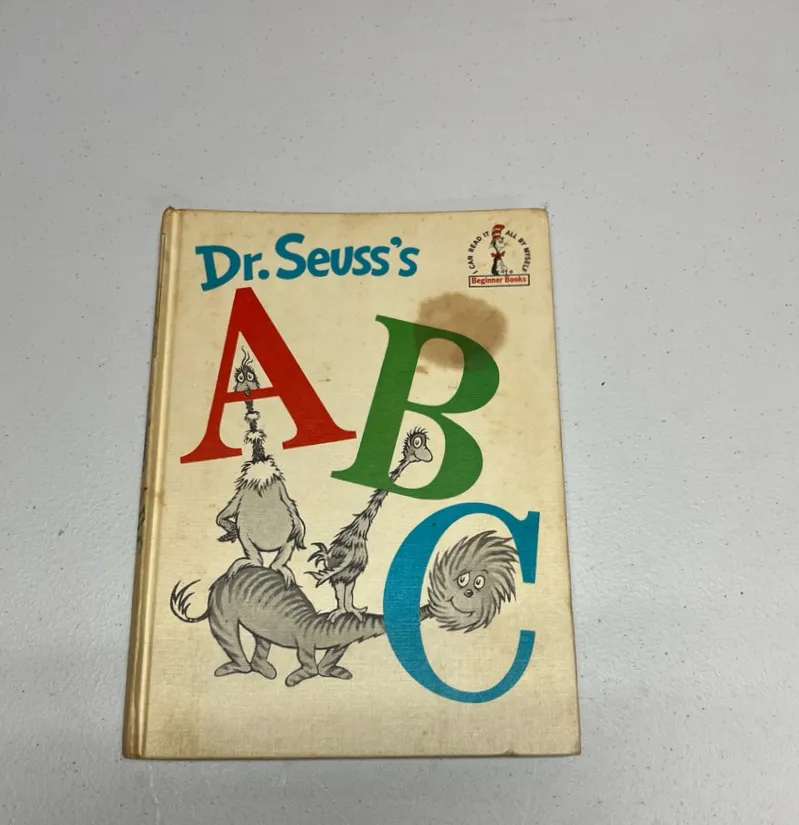 Dr. Seuss's
I CAN READ IT ALL BY MYSELF
Beginner Books
A
B
C